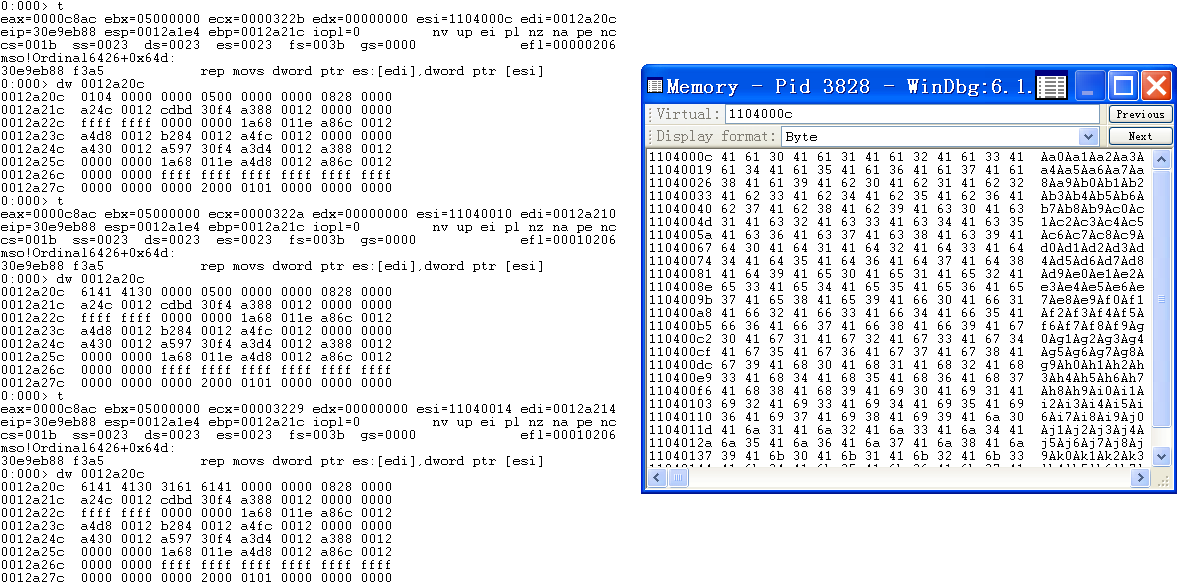 0:000> t
eax=0000c8ac ebx=05000000 ecx=0000322b edx=00000000 esi=1104000c edi=0012a20c
eip=30e9eb88 esp=0012a1e4 ebp=0012a21c iopl=0         nv up ei pl nz na pe nc
cs=001b  ss=0023  ds=0023  es=0023  fs=003b  gs=0000             efl=00000206
mso!Ordinal6426+0x64d:
30e9eb88 f3a5            rep movs dword ptr es:[edi],dword ptr [esi]
0:000> dw 0012a20c
0012a20c  0104 0000 0000 0500 0000 0000 0828 0000
0012a21c  a24c 0012 cdbd 30f4 a388 0012 0000 0000
0012a22c  ffff ffff 0000 0000 1a68 011e a86c 0012
0012a23c  a4d8 0012 b284 0012 a4fc 0012 0000 0000
0012a24c  a430 0012 a597 30f4 a3d4 0012 a388 0012
0012a25c  0000 0000 1a68 011e a4d8 0012 a86c 0012
0012a26c  0000 0000 ffff ffff ffff ffff ffff ffff
0012a27c  0000 0000 0000 2000 0101 0000 0000 0000
0:000> t
eax=0000c8ac ebx=05000000 ecx=0000322a edx=00000000 esi=11040010 edi=0012a210
eip=30e9eb88 esp=0012a1e4 ebp=0012a21c iopl=0         nv up ei pl nz na pe nc
cs=001b  ss=0023  ds=0023  es=0023  fs=003b  gs=0000             efl=00010206
mso!Ordinal6426+0x64d:
30e9eb88 f3a5            rep movs dword ptr es:[edi],dword ptr [esi]
0:000> dw 0012a20c
0012a20c  6141 4130 0000 0500 0000 0000 0828 0000
0012a21c  a24c 0012 cdbd 30f4 a388 0012 0000 0000
0012a22c  ffff ffff 0000 0000 1a68 011e a86c 0012
0012a23c  a4d8 0012 b284 0012 a4fc 0012 0000 0000
0012a24c  a430 0012 a597 30f4 a3d4 0012 a388 0012
0012a25c  0000 0000 1a68 011e a4d8 0012 a86c 0012
0012a26c  0000 0000 ffff ffff ffff ffff ffff ffff
0012a27c  0000 0000 0000 2000 0101 0000 0000 0000
0:000> t
eax=0000c8ac ebx=05000000 ecx=00003229 edx=00000000 esi=11040014 edi=0012a214
eip=30e9eb88 esp=0012a1e4 ebp=0012a21c iopl=0         nv up ei pl nz na pe nc
cs=001b  ss=0023  ds=0023  es=0023  fs=003b  gs=0000             efl=00010206
mso!Ordinal6426+0x64d:
30e9eb88 f3a5            rep movs dword ptr es:[edi],dword ptr [esi]
0:000> dw 0012a20c
0012a20c  6141 4130 3161 6141 0000 0000 0828 0000
0012a21c  a24c 0012 cdbd 30f4 a388 0012 0000 0000
0012a22c  ffff ffff 0000 0000 1a68 011e a86c 0012
0012a23c  a4d8 0012 b284 0012 a4fc 0012 0000 0000
0012a24c  a430 0012 a597 30f4 a3d4 0012 a388 0012
0012a25c  0000 0000 1a68 011e a4d8 0012 a86c 0012
0012a26c  0000 0000 ffff ffff ffff ffff ffff ffff
0012a27c  0000 0000 0000 2000 0101 0000 0000 0000
Memory - Pid 3828 - WinDbg:6.1.
Virtual: 1104000c Previous
Display format: Byte Next
1104000c 41 61 30 41 61 31 41 61 32 41 61 33 41  Aa0Aa1Aa2Aa3A
11040019 61 34 41 61 35 41 61 36 41 61 37 41 61  a4Aa5Aa6Aa7Aa
11040026 38 41 61 39 41 62 30 41 62 31 41 62 32  8Aa9Ab0Ab1Ab2
11040033 41 62 33 41 62 34 41 62 35 41 62 36 41  Ab3Ab4Ab5Ab6A
11040040 62 37 41 62 38 41 62 39 41 63 30 41 63  b7Ab8Ab9Ac0Ac
1104004d 31 41 63 32 41 63 33 41 63 34 41 63 35  1Ac2Ac3Ac4Ac5
1104005a 41 63 36 41 63 37 41 63 38 41 63 39 41  Ac6Ac7Ac8Ac9A
11040067 64 30 41 64 31 41 64 32 41 64 33 41 64  d0Ad1Ad2Ad3Ad
11040074 34 41 64 35 41 64 36 41 64 37 41 64 38  4Ad5Ad6Ad7Ad8
11040081 41 64 39 41 65 30 41 65 31 41 65 32 41  Ad9Ae0Ae1Ae2A
1104008e 65 33 41 65 34 41 65 35 41 65 36 41 65  e3Ae4Ae5Ae6Ae
1104009b 37 41 65 38 41 65 39 41 66 30 41 66 31  7Ae8Ae9Af0Af1
110400a8 41 66 32 41 66 33 41 66 34 41 66 35 41  Af2Af3Af4Af5A
110400b5 66 36 41 66 37 41 66 38 41 66 39 41 67  f6Af7Af8Af9Ag
110400c2 30 41 67 31 41 67 32 41 67 33 41 67 34  0Ag1Ag2Ag3Ag4
110400cf 41 67 35 41 67 36 41 67 37 41 67 38 41  Ag5Ag6Ag7Ag8A
110400dc 67 39 41 68 30 41 68 31 41 68 32 41 68  g9Ah0Ah1Ah2Ah
110400e9 33 41 68 34 41 68 35 41 68 36 41 68 37  3Ah4Ah5Ah6Ah7
110400f6 41 68 38 41 68 39 41 69 30 41 69 31 41  Ah8Ah9Ai0Ai1A
11040103 69 32 41 69 33 41 69 34 41 69 35 41 69  i2Ai3Ai4Ai5Ai
11040110 36 41 69 37 41 69 38 41 69 39 41 6a 30  6Ai7Ai8Ai9Aj0
1104011d 41 6a 31 41 6a 32 41 6a 33 41 6a 34 41  Aj1Aj2Aj3Aj4A
1104012a 6a 35 41 6a 36 41 6a 37 41 6a 38 41 6a  j5Aj6Aj7Aj8Aj
11040137 39 41 6b 30 41 6b 31 41 6b 32 41 6b 33  9Ak0Ak1Ak2Ak3